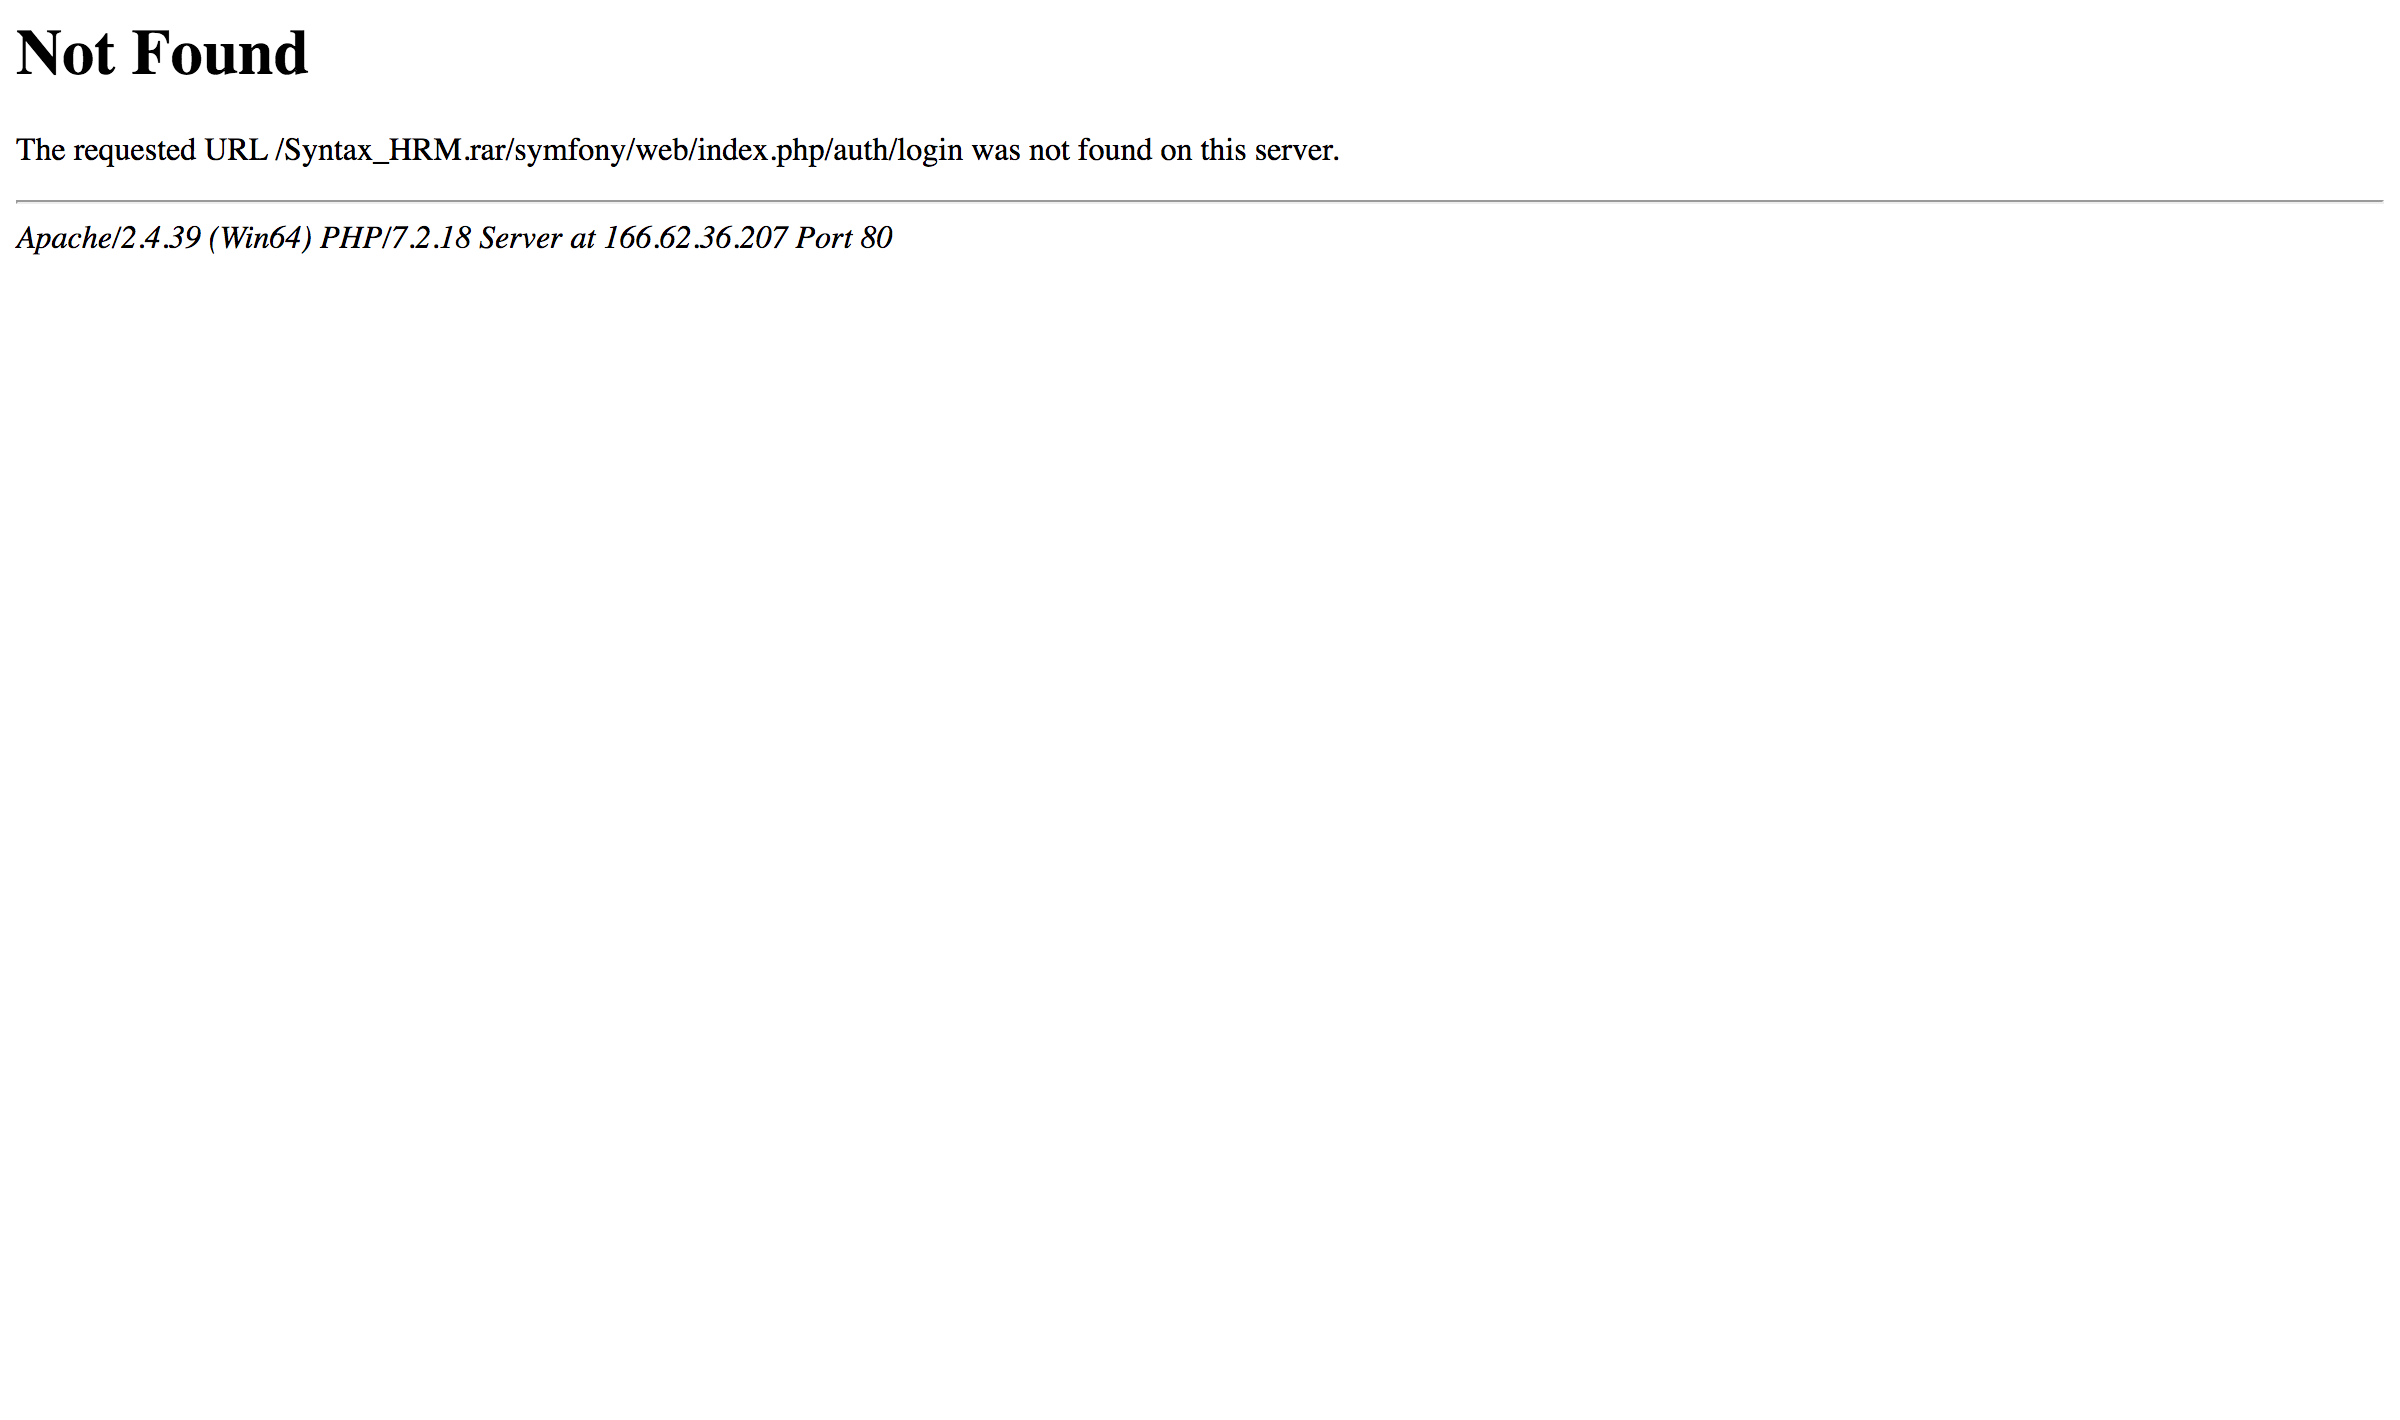 Not Found
The requested URL /Syntax_HRM.rar/symfony/web/index.php/auth/login was not found on this server.
Apache/2.4.39 (Win64) PHP/7.2.18 Server at 166.62.36.207 Port 80